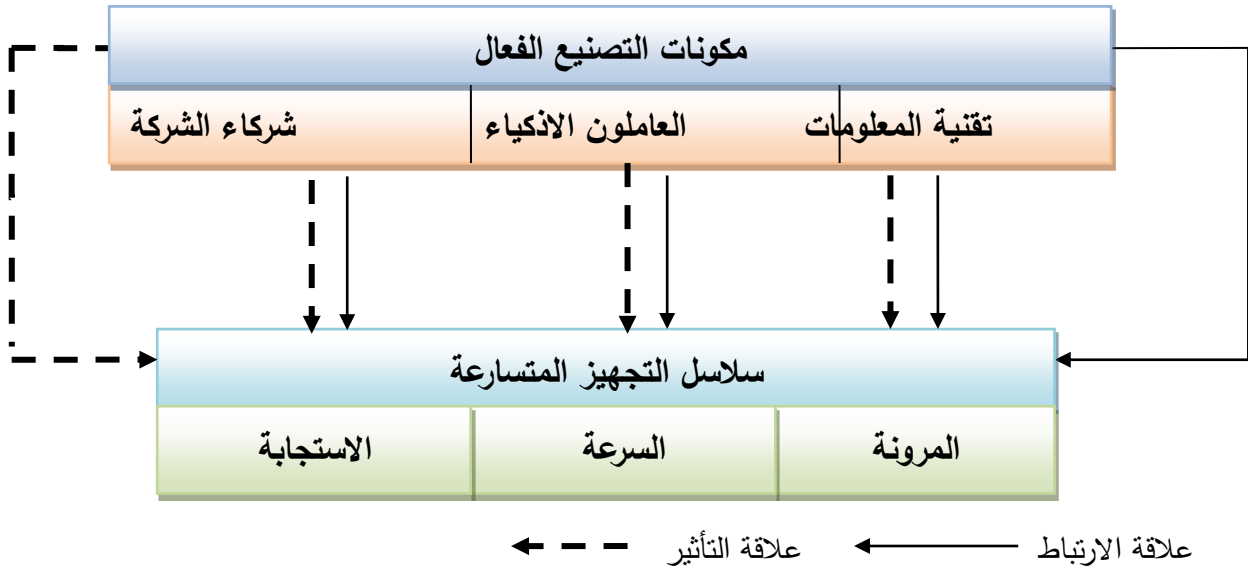 مكونات التصنيع الفعال
تقنية المعلومات العاملون الاذكياء شركاء الشركة
سلاسل التجهيز المتسارعة
المرونة السرعة الاستجابة
علاقة الارتباط علاقة التأثير